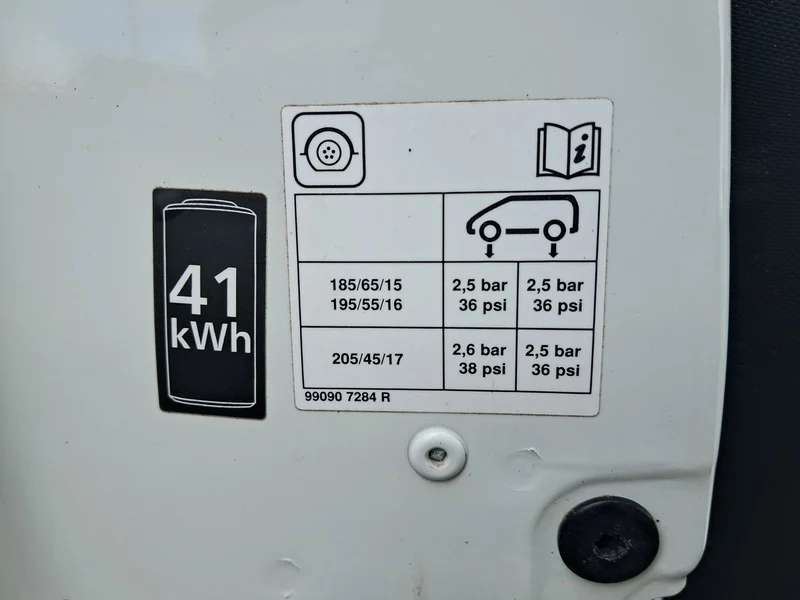 41
kWh
i
185/65/15
195/55/16
2,5 bar
36 psi
2,5 bar
36 psi
205/45/17
2,6 bar
38 psi
2,5 bar
36 psi
99090 7284 R